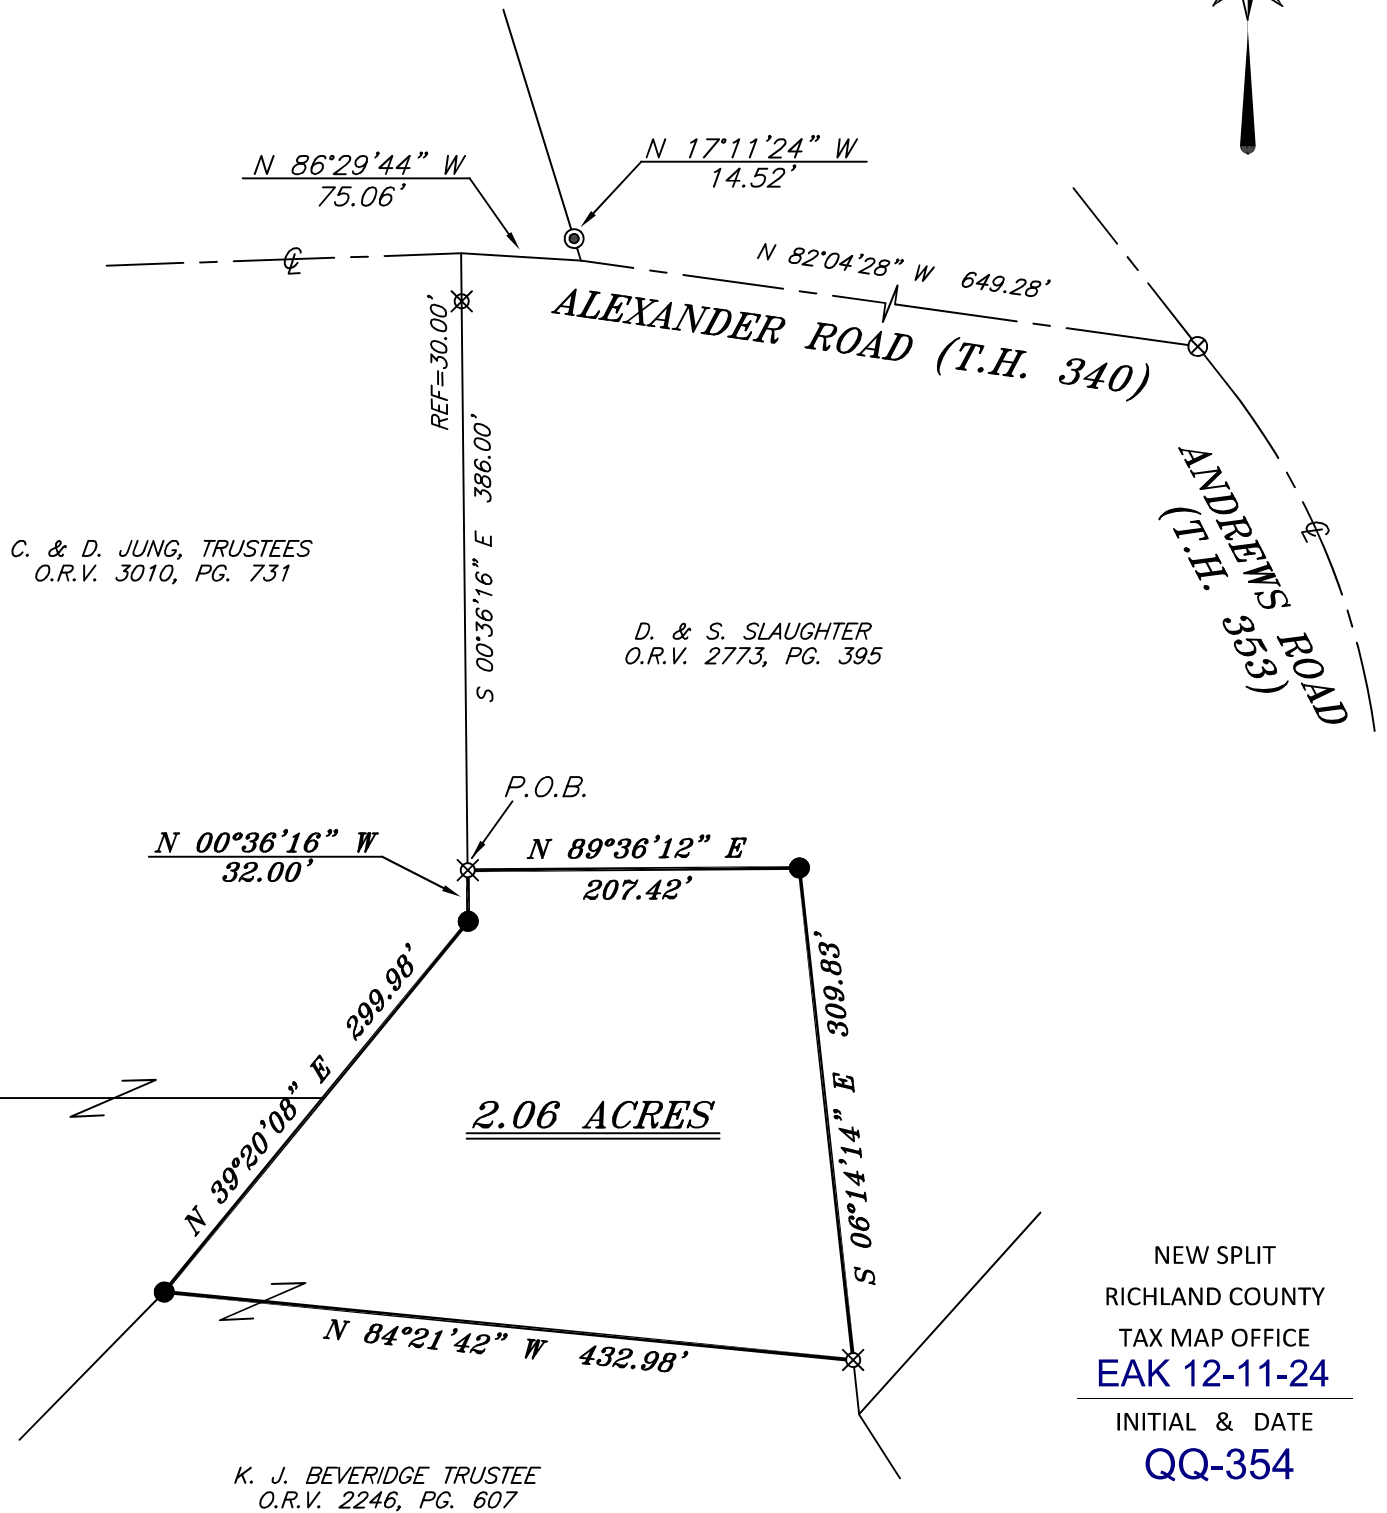 N 86°29'44" W
75.06'
N 17°11'24" W
14.52'
N 82°04'28" W 649.28'
ALEXANDER ROAD (T.H. 340)
REF=30.00'
S 00°36'16" E 386.00'
ANDREWS ROAD
(T.H. 353)
C. & D. JUNG, TRUSTEES
O.R.V. 3010, PG. 731
D. & S. SLAUGHTER
O.R.V. 2773, PG. 395
P.O.B.
N 00°36'16" W
32.00'
N 89°36'12" E
207.42'
N 39°20'08" E 299.98'
S 06°14'14" E 309.83'
2.06 ACRES
N 84°21'42" W 432.98'
NEW SPLIT
RICHLAND COUNTY
TAX MAP OFFICE
EAK 12-11-24
INITIAL & DATE
QQ-354
K. J. BEVERIDGE TRUSTEE
O.R.V. 2246, PG. 607